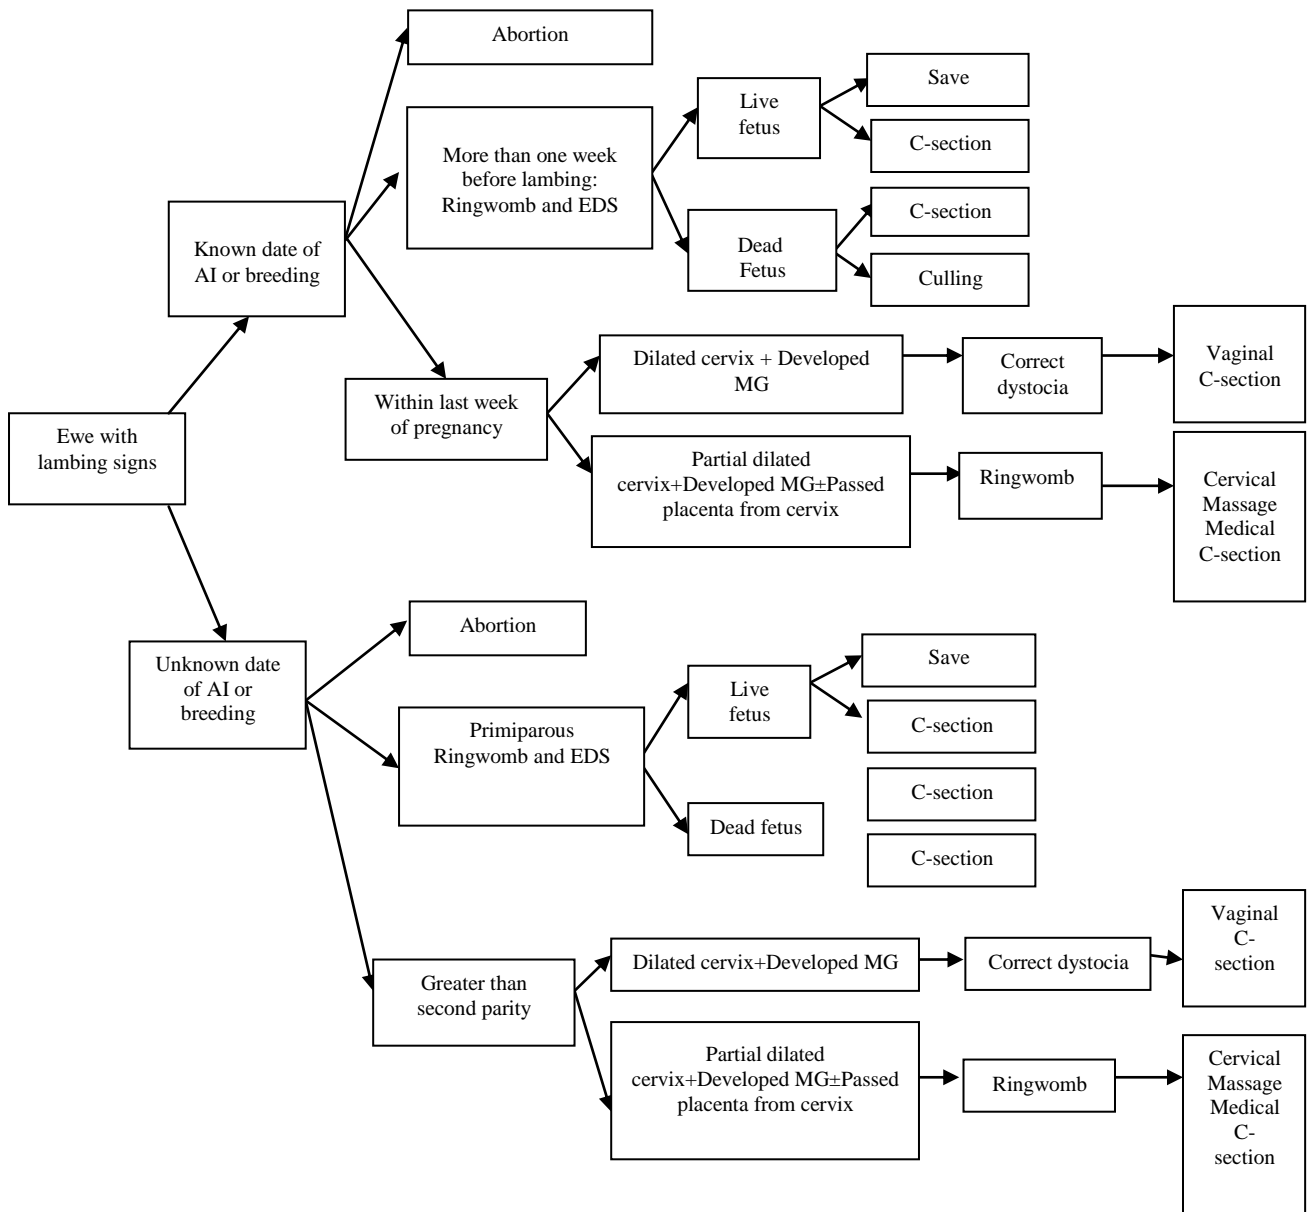 Abortion
Save
Live
fetus
C-section
More than one week
before lambing:
Ringwomb and EDS
C-section
Dead
Fetus
Culling
Known date of
AI or breeding
Dilated cervix + Developed
MG
Correct
dystocia
Vaginal
C-section
Within last week
of pregnancy
Ewe with
lambing signs
Partial dilated
cervix+Developed MG±Passed
placenta from cervix
Ringwomb
Cervical
Massage
Medical
C-section
Abortion
Unknown date
of AI or
breeding
Save
Live
fetus
C-section
Primiparous
Ringwomb and EDS
C-section
Dead fetus
C-section
Vaginal
C-
section
Dilated cervix+Developed MG
Correct dystocia
Greater than
second parity
Partial dilated
cervix+Developed MG±Passed
placenta from cervix
Ringwomb
Cervical
Massage
Medical
C-
section